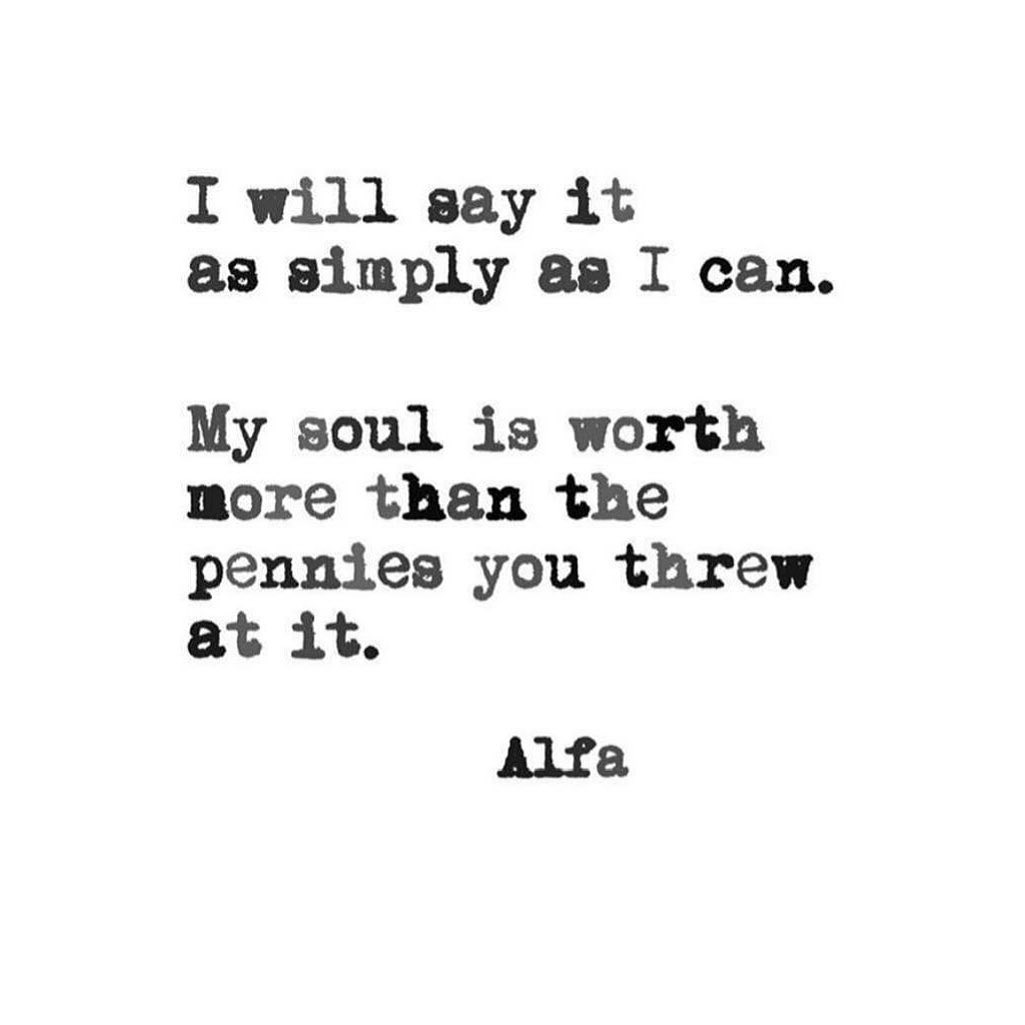 I will say it
as simply as I can.
My soul is worth
more than the
pennies you threw
at it.
Alfa